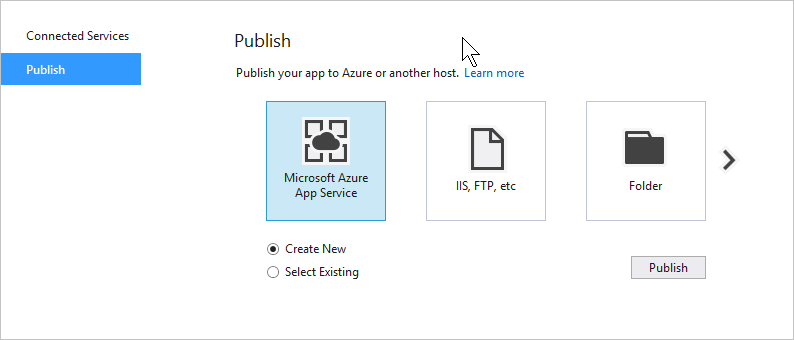 Connected Services
Publish
Publish
Publish your app to Azure or another host. Learn more
Microsoft Azure
App Service
IIS, FTP, etc
Folder
Create New
Select Existing
Publish